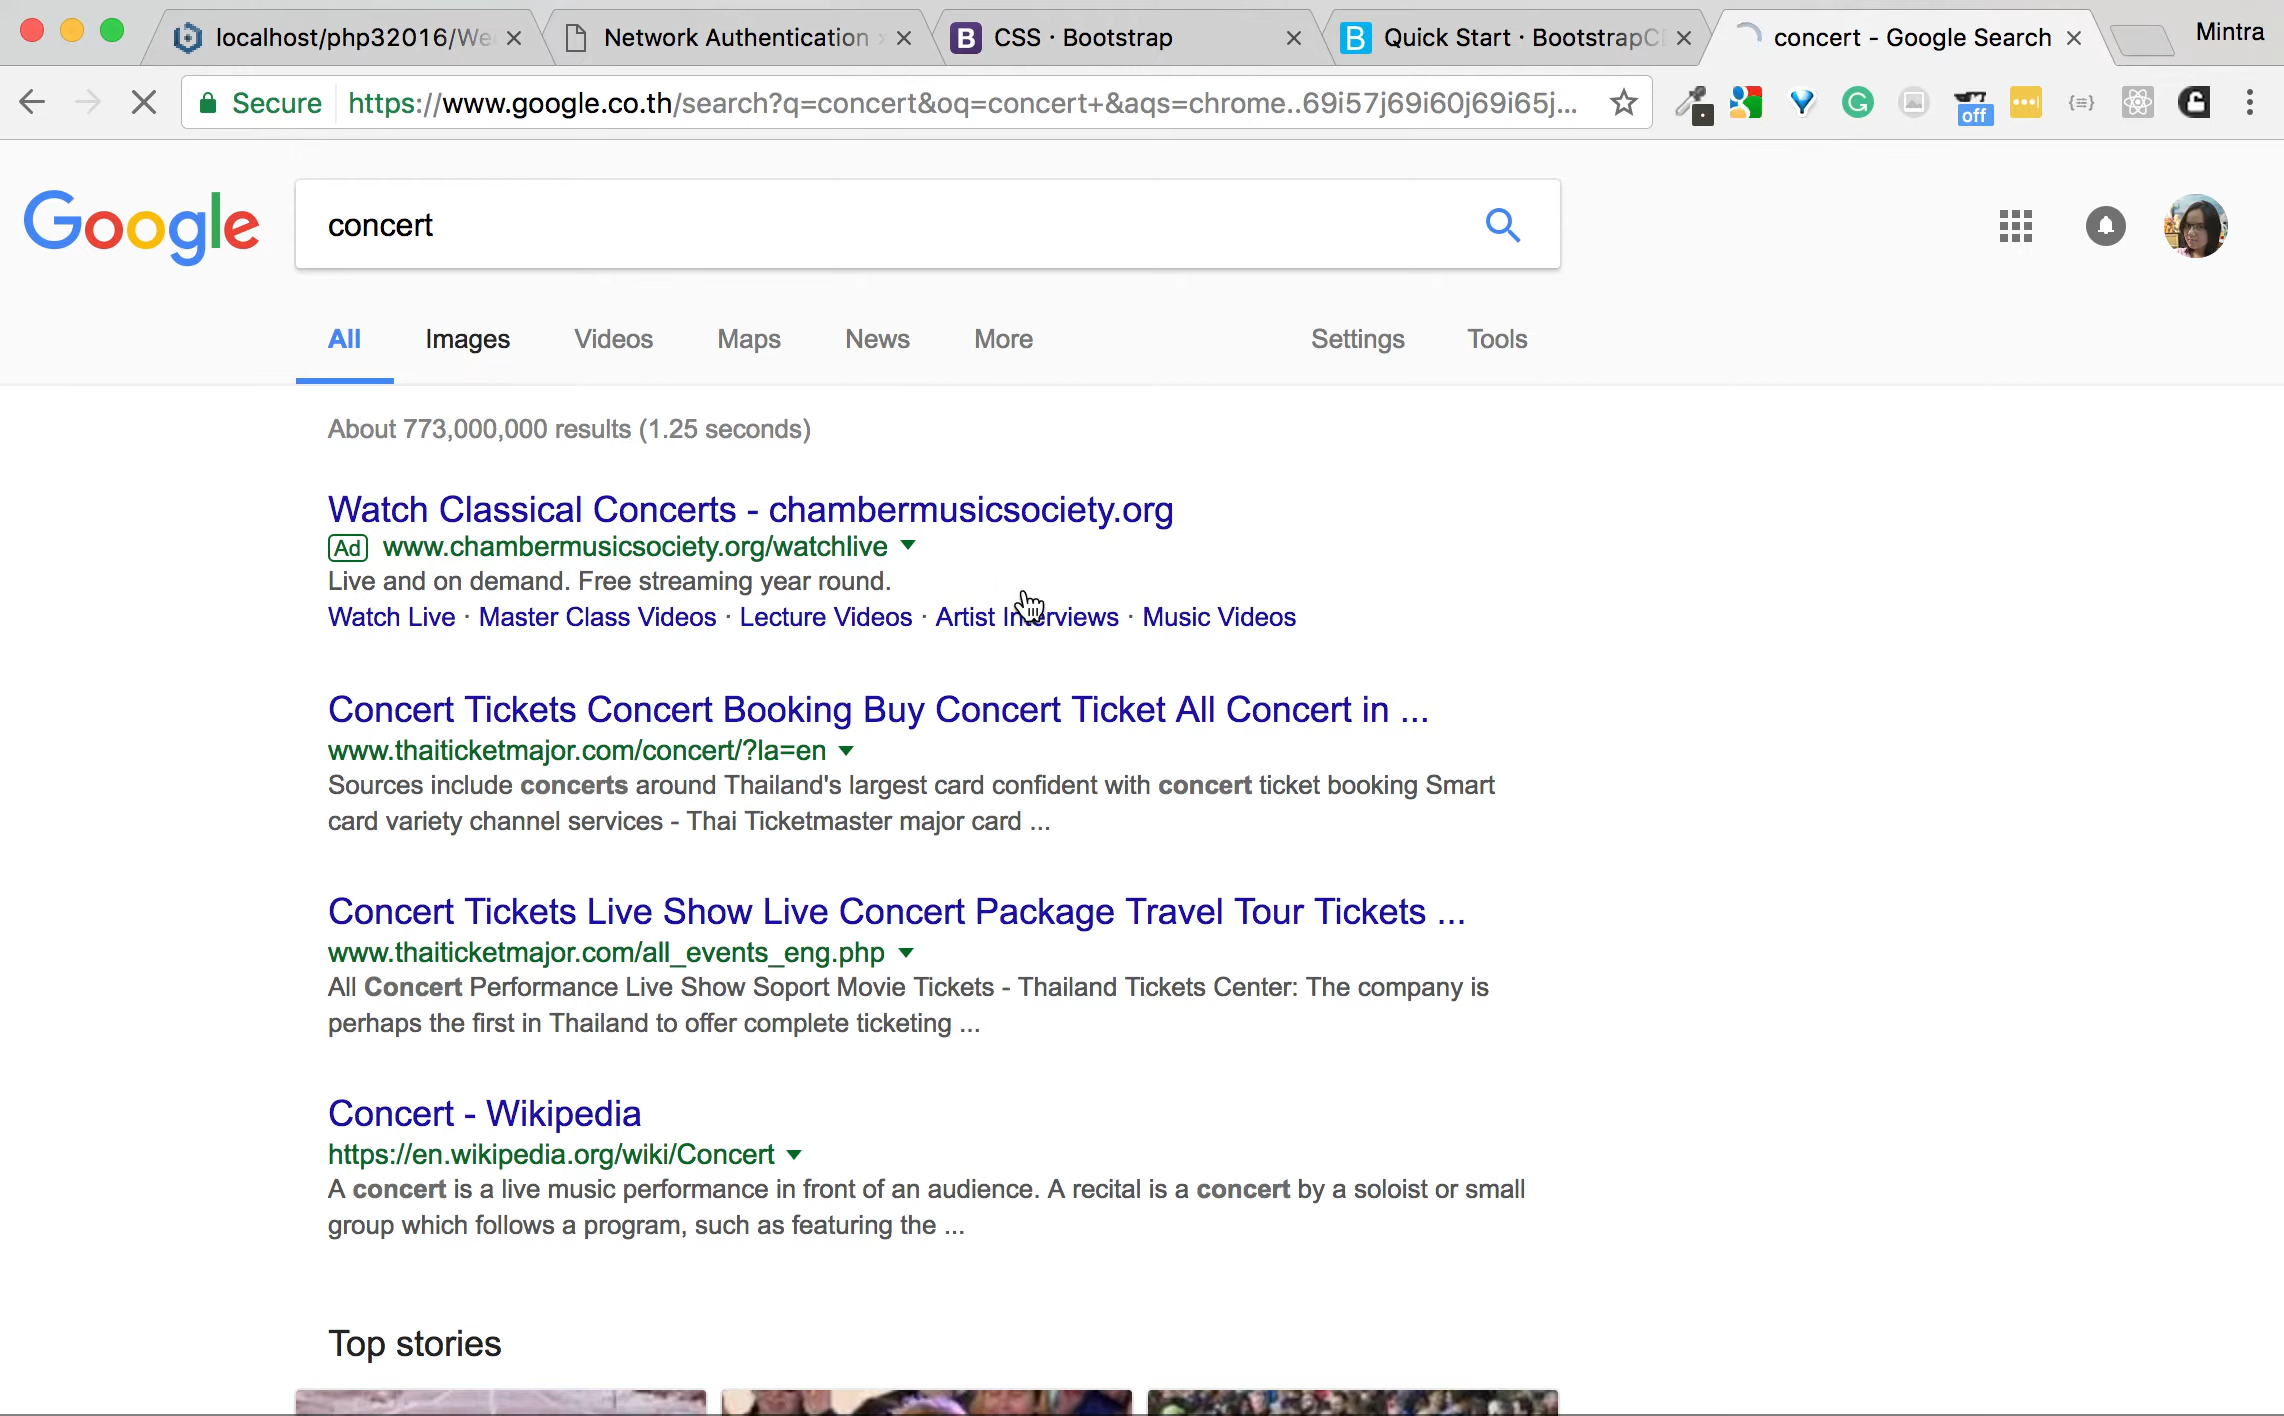 localhost/php32016/We
Network Authentication
CSS · Bootstrap
Quick Start · BootstrapC
concert - Google Search
Mintra
Secure
https://www.google.co.th/search?q=concert&oq=concert+&aqs=chrome..69i57j69i60j69i65j...
off
Google
concert
All
Images
Videos
Maps
News
More
Settings
Tools
About 773,000,000 results (1.25 seconds)
Watch Classical Concerts - chambermusicsociety.org
Ad www.chambermusicsociety.org/watchlive
Live and on demand. Free streaming year round.
Watch Live · Master Class Videos · Lecture Videos · Artist Interviews · Music Videos
Concert Tickets Concert Booking Buy Concert Ticket All Concert in ...
www.thaiticketmajor.com/concert/?la=en
Sources include concerts around Thailand's largest card confident with concert ticket booking Smart
card variety channel services - Thai Ticketmaster major card ...
Concert Tickets Live Show Live Concert Package Travel Tour Tickets ...
www.thaiticketmajor.com/all_events_eng.php
All Concert Performance Live Show Soport Movie Tickets - Thailand Tickets Center: The company is
perhaps the first in Thailand to offer complete ticketing ...
Concert - Wikipedia
https://en.wikipedia.org/wiki/Concert
A concert is a live music performance in front of an audience. A recital is a concert by a soloist or small
group which follows a program, such as featuring the ...
Top stories